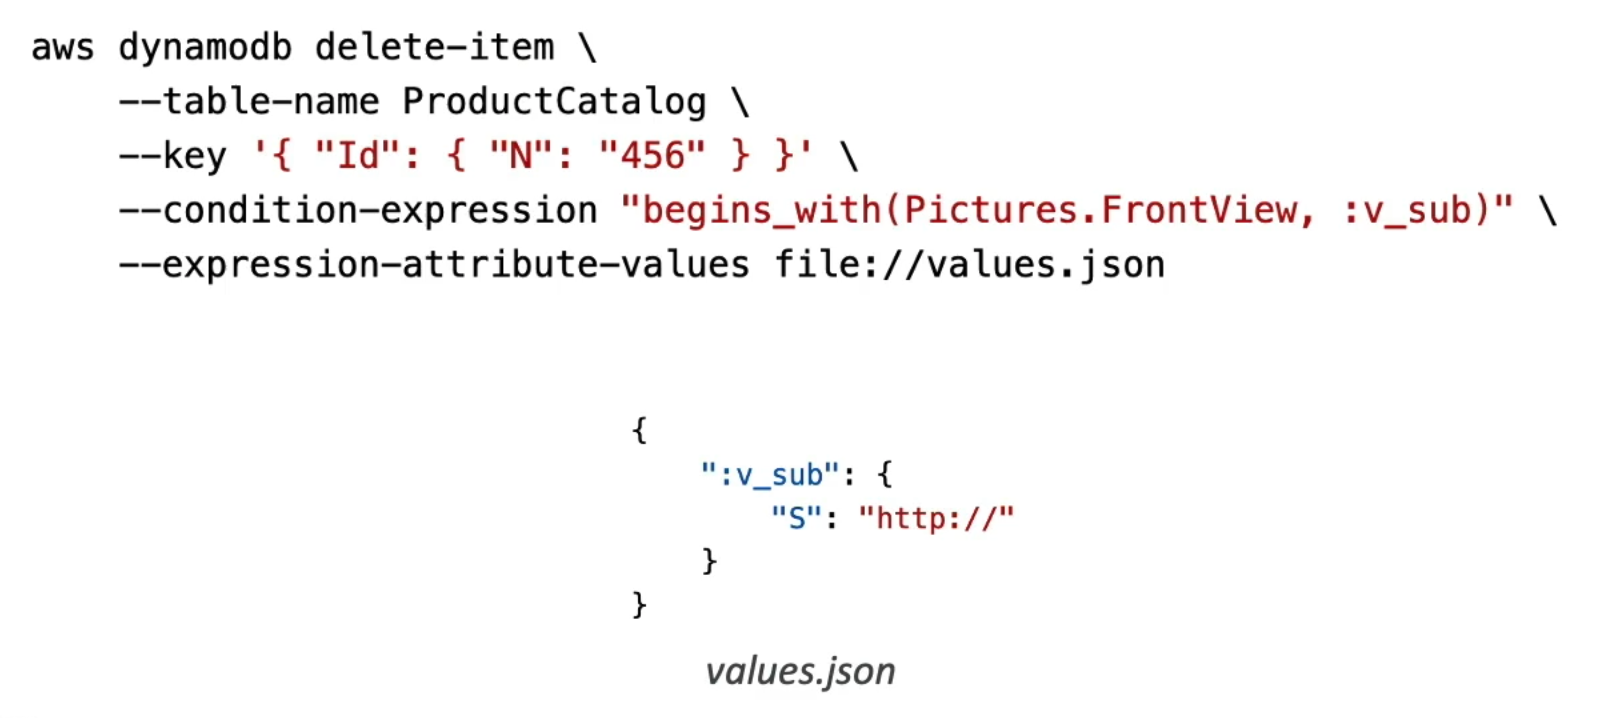 aws dynamodb delete-item \
    --table-name ProductCatalog \
    --key '{ "Id": { "N": "456" } }' \
    --condition-expression "begins_with(Pictures.FrontView, :v_sub)" \
    --expression-attribute-values file://values.json
{
    ":v_sub": {
        "S": "http://"
    }
}
values.json